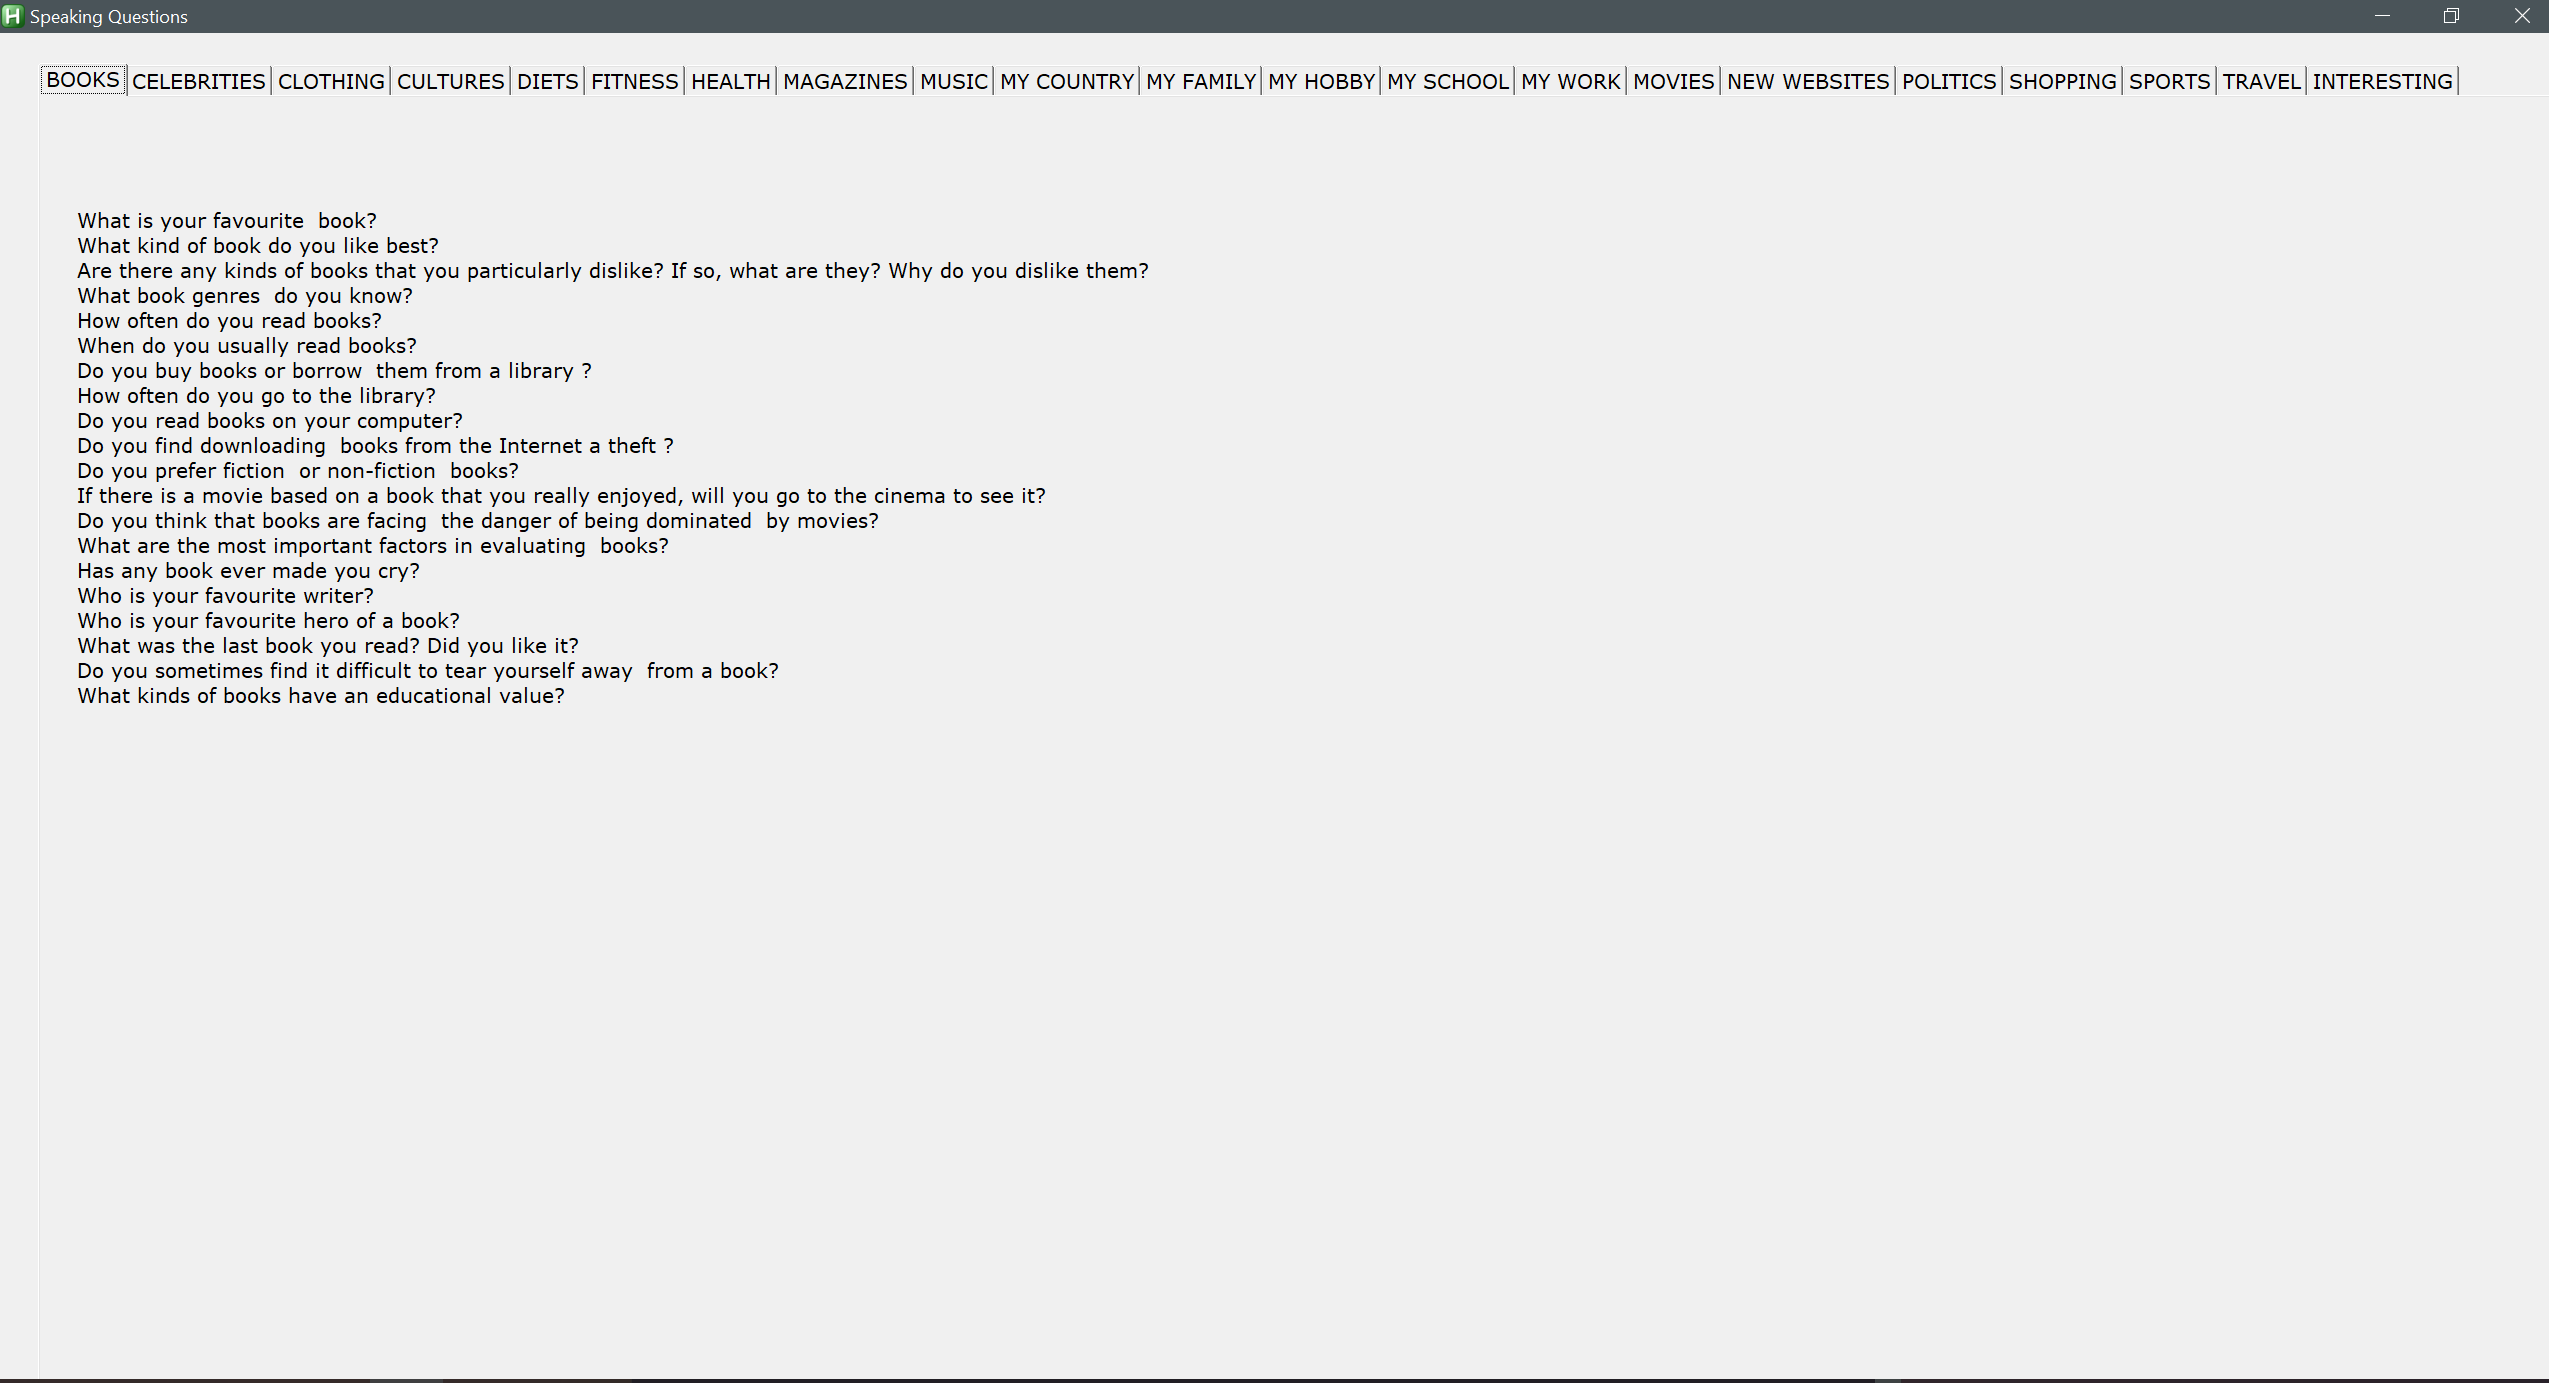 H Speaking Questions
BOOKS CELEBRITIES CLOTHING CULTURES DIETS FITNESS HEALTH MAGAZINES MUSIC MY COUNTRY MY FAMILY MY HOBBY MY SCHOOL MY WORK MOVIES NEW WEBSITES POLITICS SHOPPING SPORTS TRAVEL INTERESTING
What is your favourite  book?
What kind of book do you like best?
Are there any kinds of books that you particularly dislike? If so, what are they? Why do you dislike them?
What book genres  do you know?
How often do you read books?
When do you usually read books?
Do you buy books or borrow  them from a library ?
How often do you go to the library?
Do you read books on your computer?
Do you find downloading  books from the Internet a theft ?
Do you prefer fiction  or non-fiction  books?
If there is a movie based on a book that you really enjoyed, will you go to the cinema to see it?
Do you think that books are facing  the danger of being dominated  by movies?
What are the most important factors in evaluating  books?
Has any book ever made you cry?
Who is your favourite writer?
Who is your favourite hero of a book?
What was the last book you read? Did you like it?
Do you sometimes find it difficult to tear yourself away  from a book?
What kinds of books have an educational value?